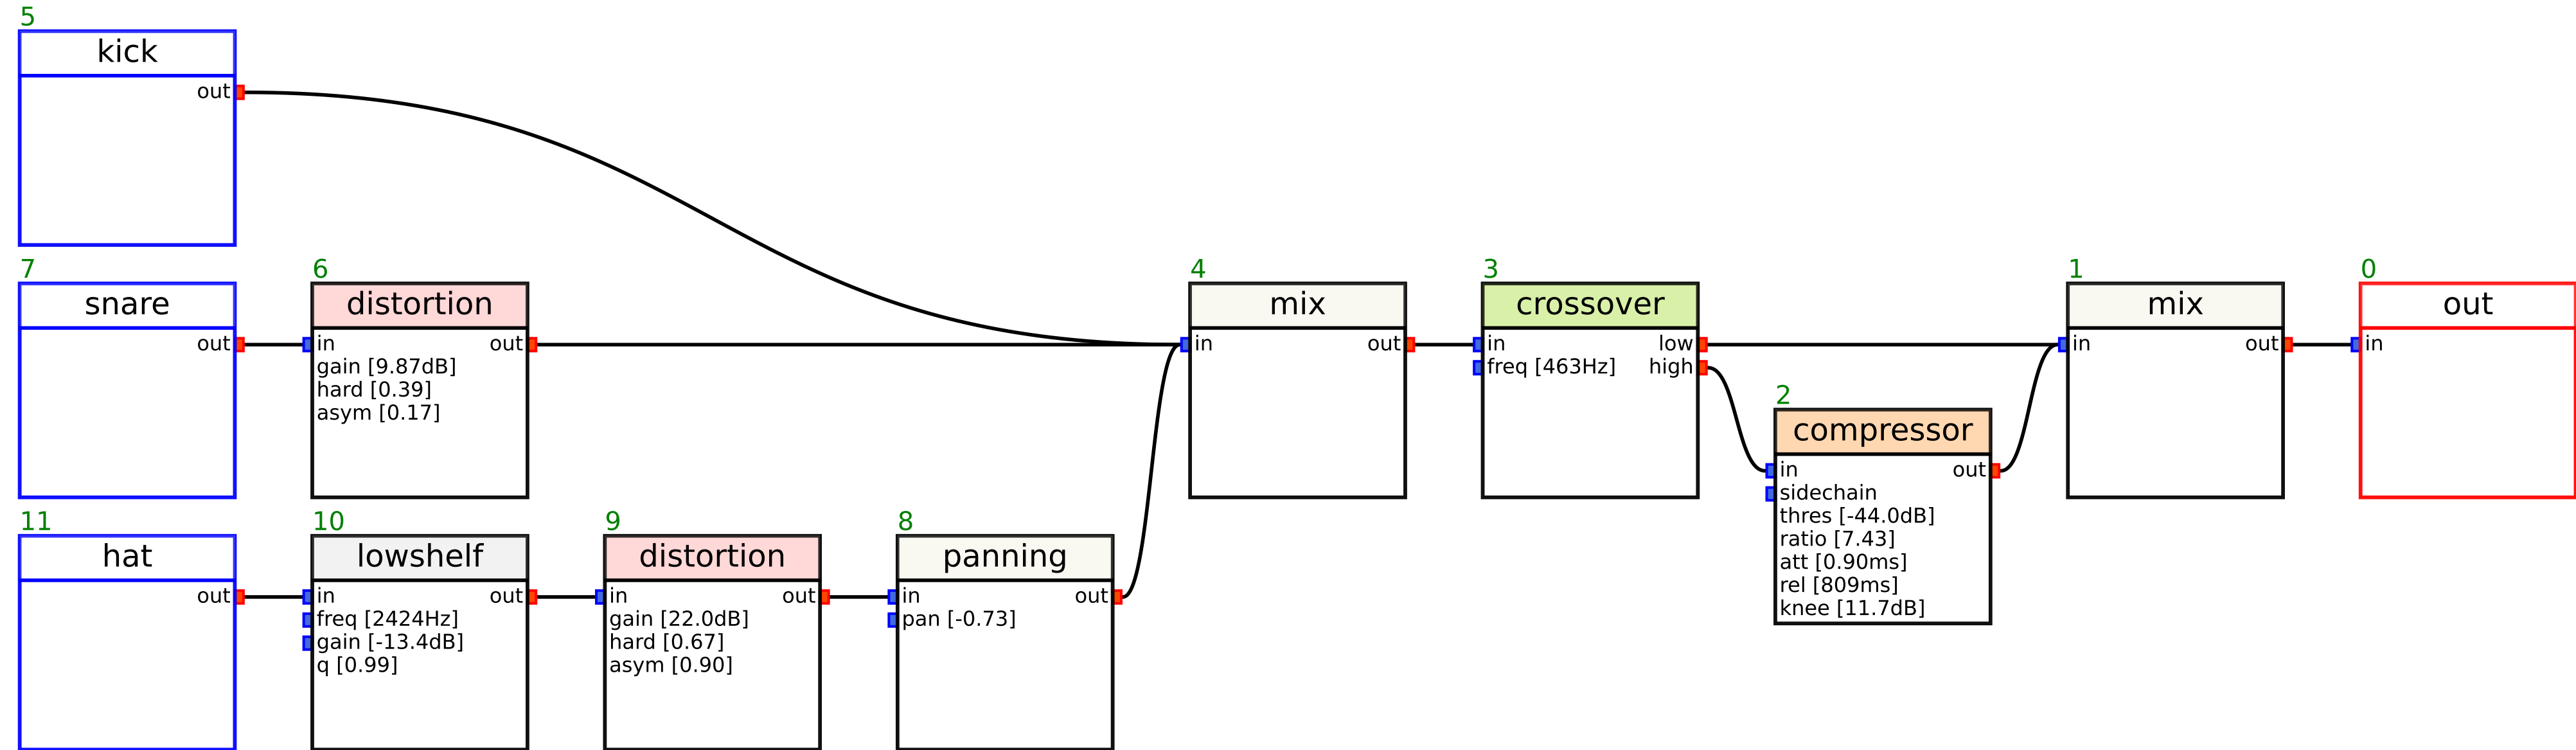 5
kick
out
7
snare
out
6
distortion
in out
gain [9.87dB]
hard [0.39]
asym [0.17]
4
mix
in out
3
crossover
in low
freq [463Hz] high
1
mix
in out
0
out
in
2
compressor
in out
sidechain
thres [-44.0dB]
ratio [7.43]
att [0.90ms]
rel [809ms]
knee [11.7dB]
11
hat
out
10
lowshelf
in out
freq [2424Hz]
gain [-13.4dB]
q [0.99]
9
distortion
in out
gain [22.0dB]
hard [0.67]
asym [0.90]
8
panning
in out
pan [-0.73]